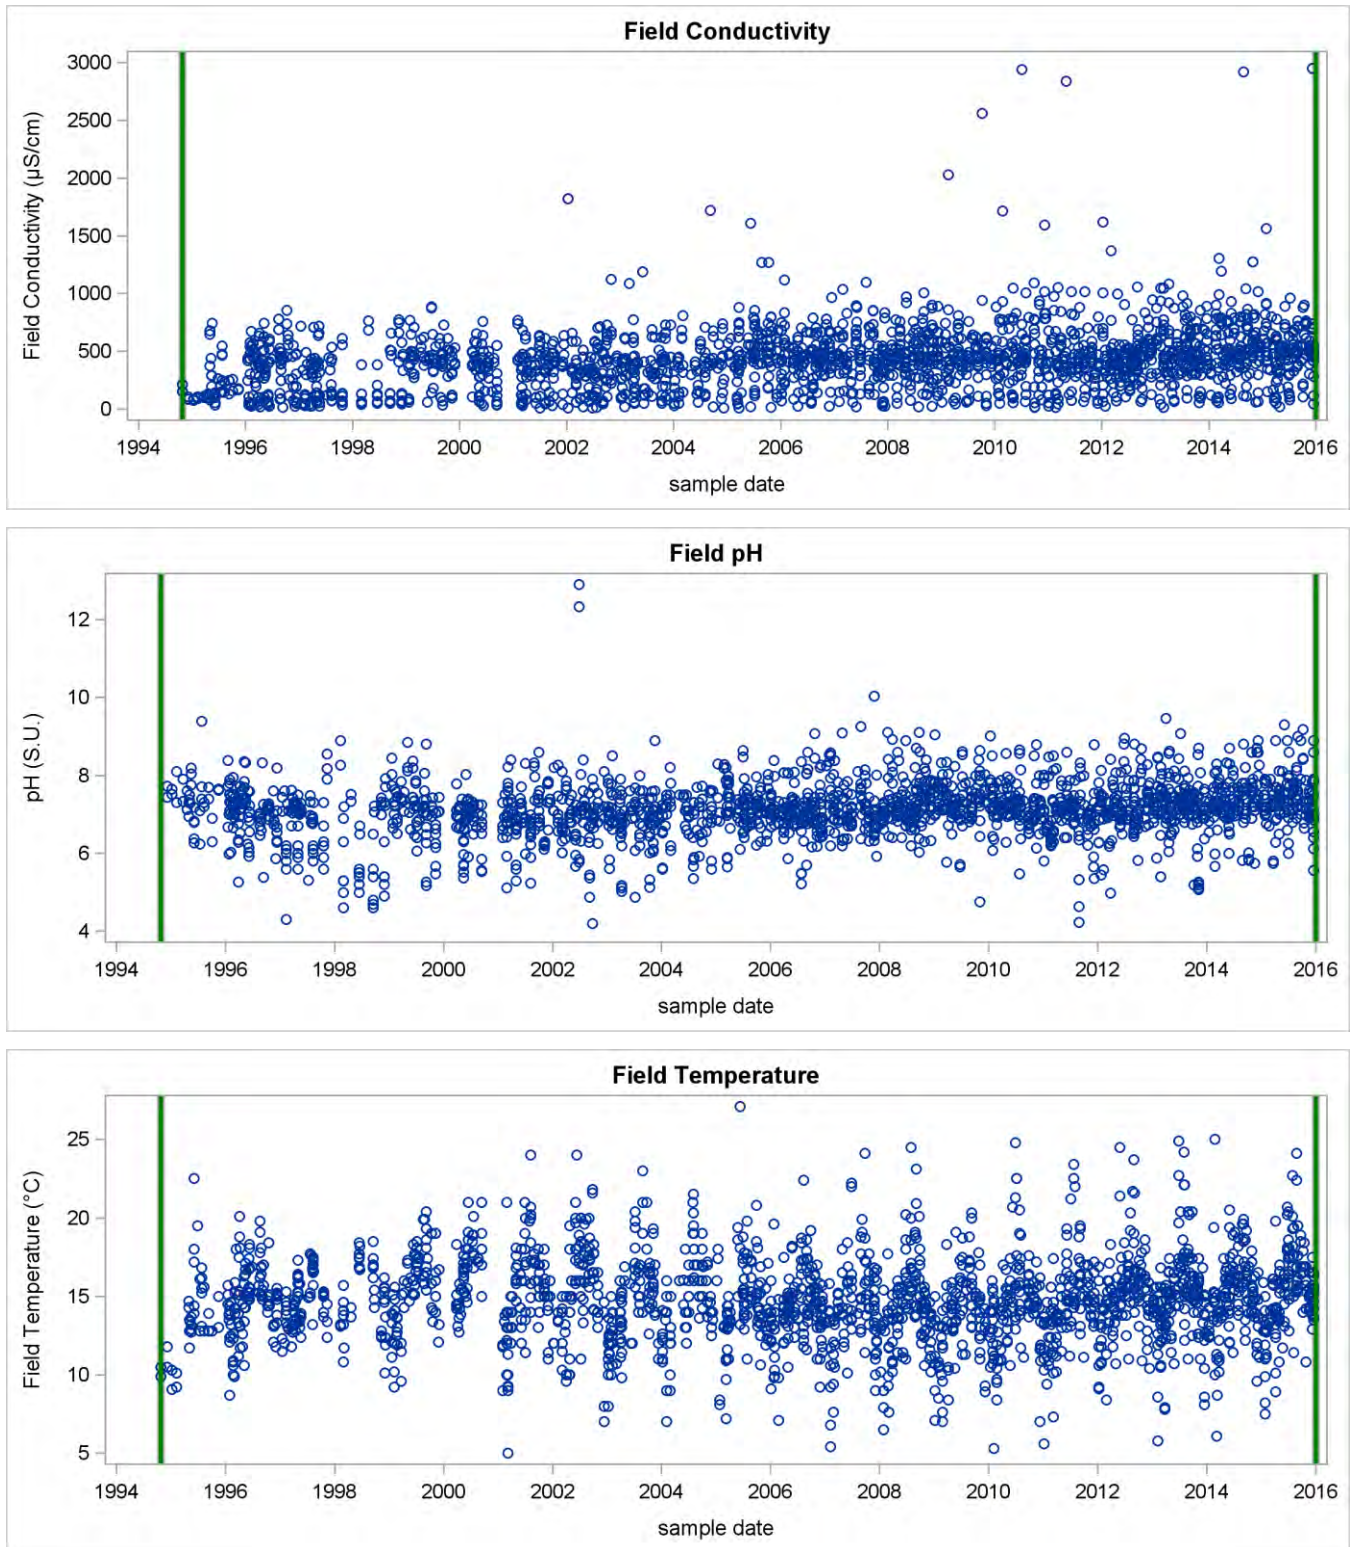 Field Conductivity
Field Conductivity (µS/cm)
3000
2500
2000
1500
1000
500
0
1994 1996 1998 2000 2002 2004 2006 2008 2010 2012 2014 2016
sample date
Field pH
pH (S.U.)
12
10
8
6
4
1994 1996 1998 2000 2002 2004 2006 2008 2010 2012 2014 2016
sample date
Field Temperature
Field Temperature (°C)
25
20
15
10
5
1994 1996 1998 2000 2002 2004 2006 2008 2010 2012 2014 2016
sample date